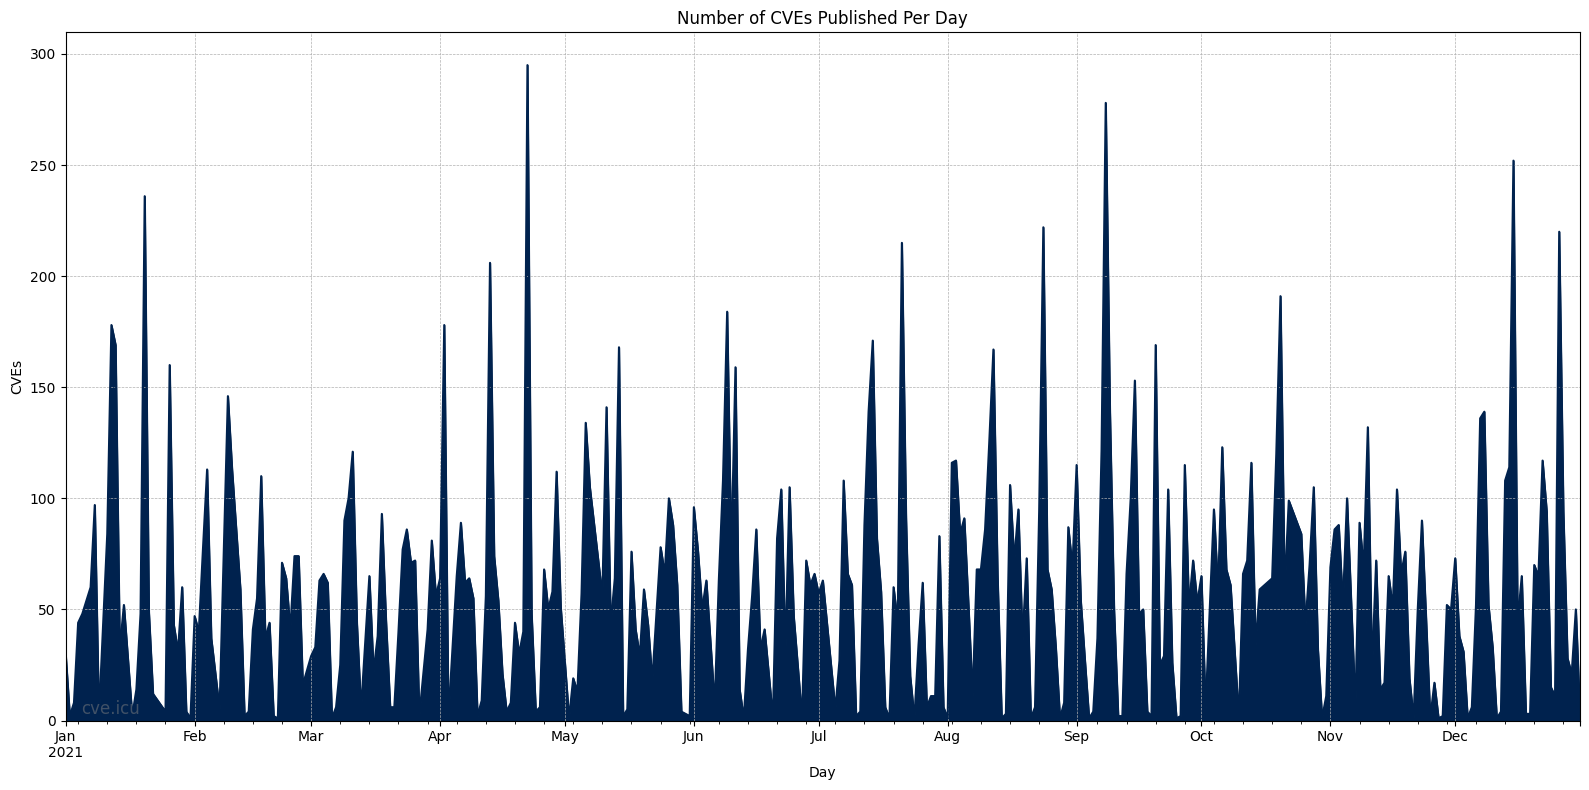 Number of CVEs Published Per Day
300
250
200
150
100
50
0
CVEs
cve.icu
Jan Feb Mar Apr May Jun Jul Aug Sep Oct Nov Dec
2021
Day